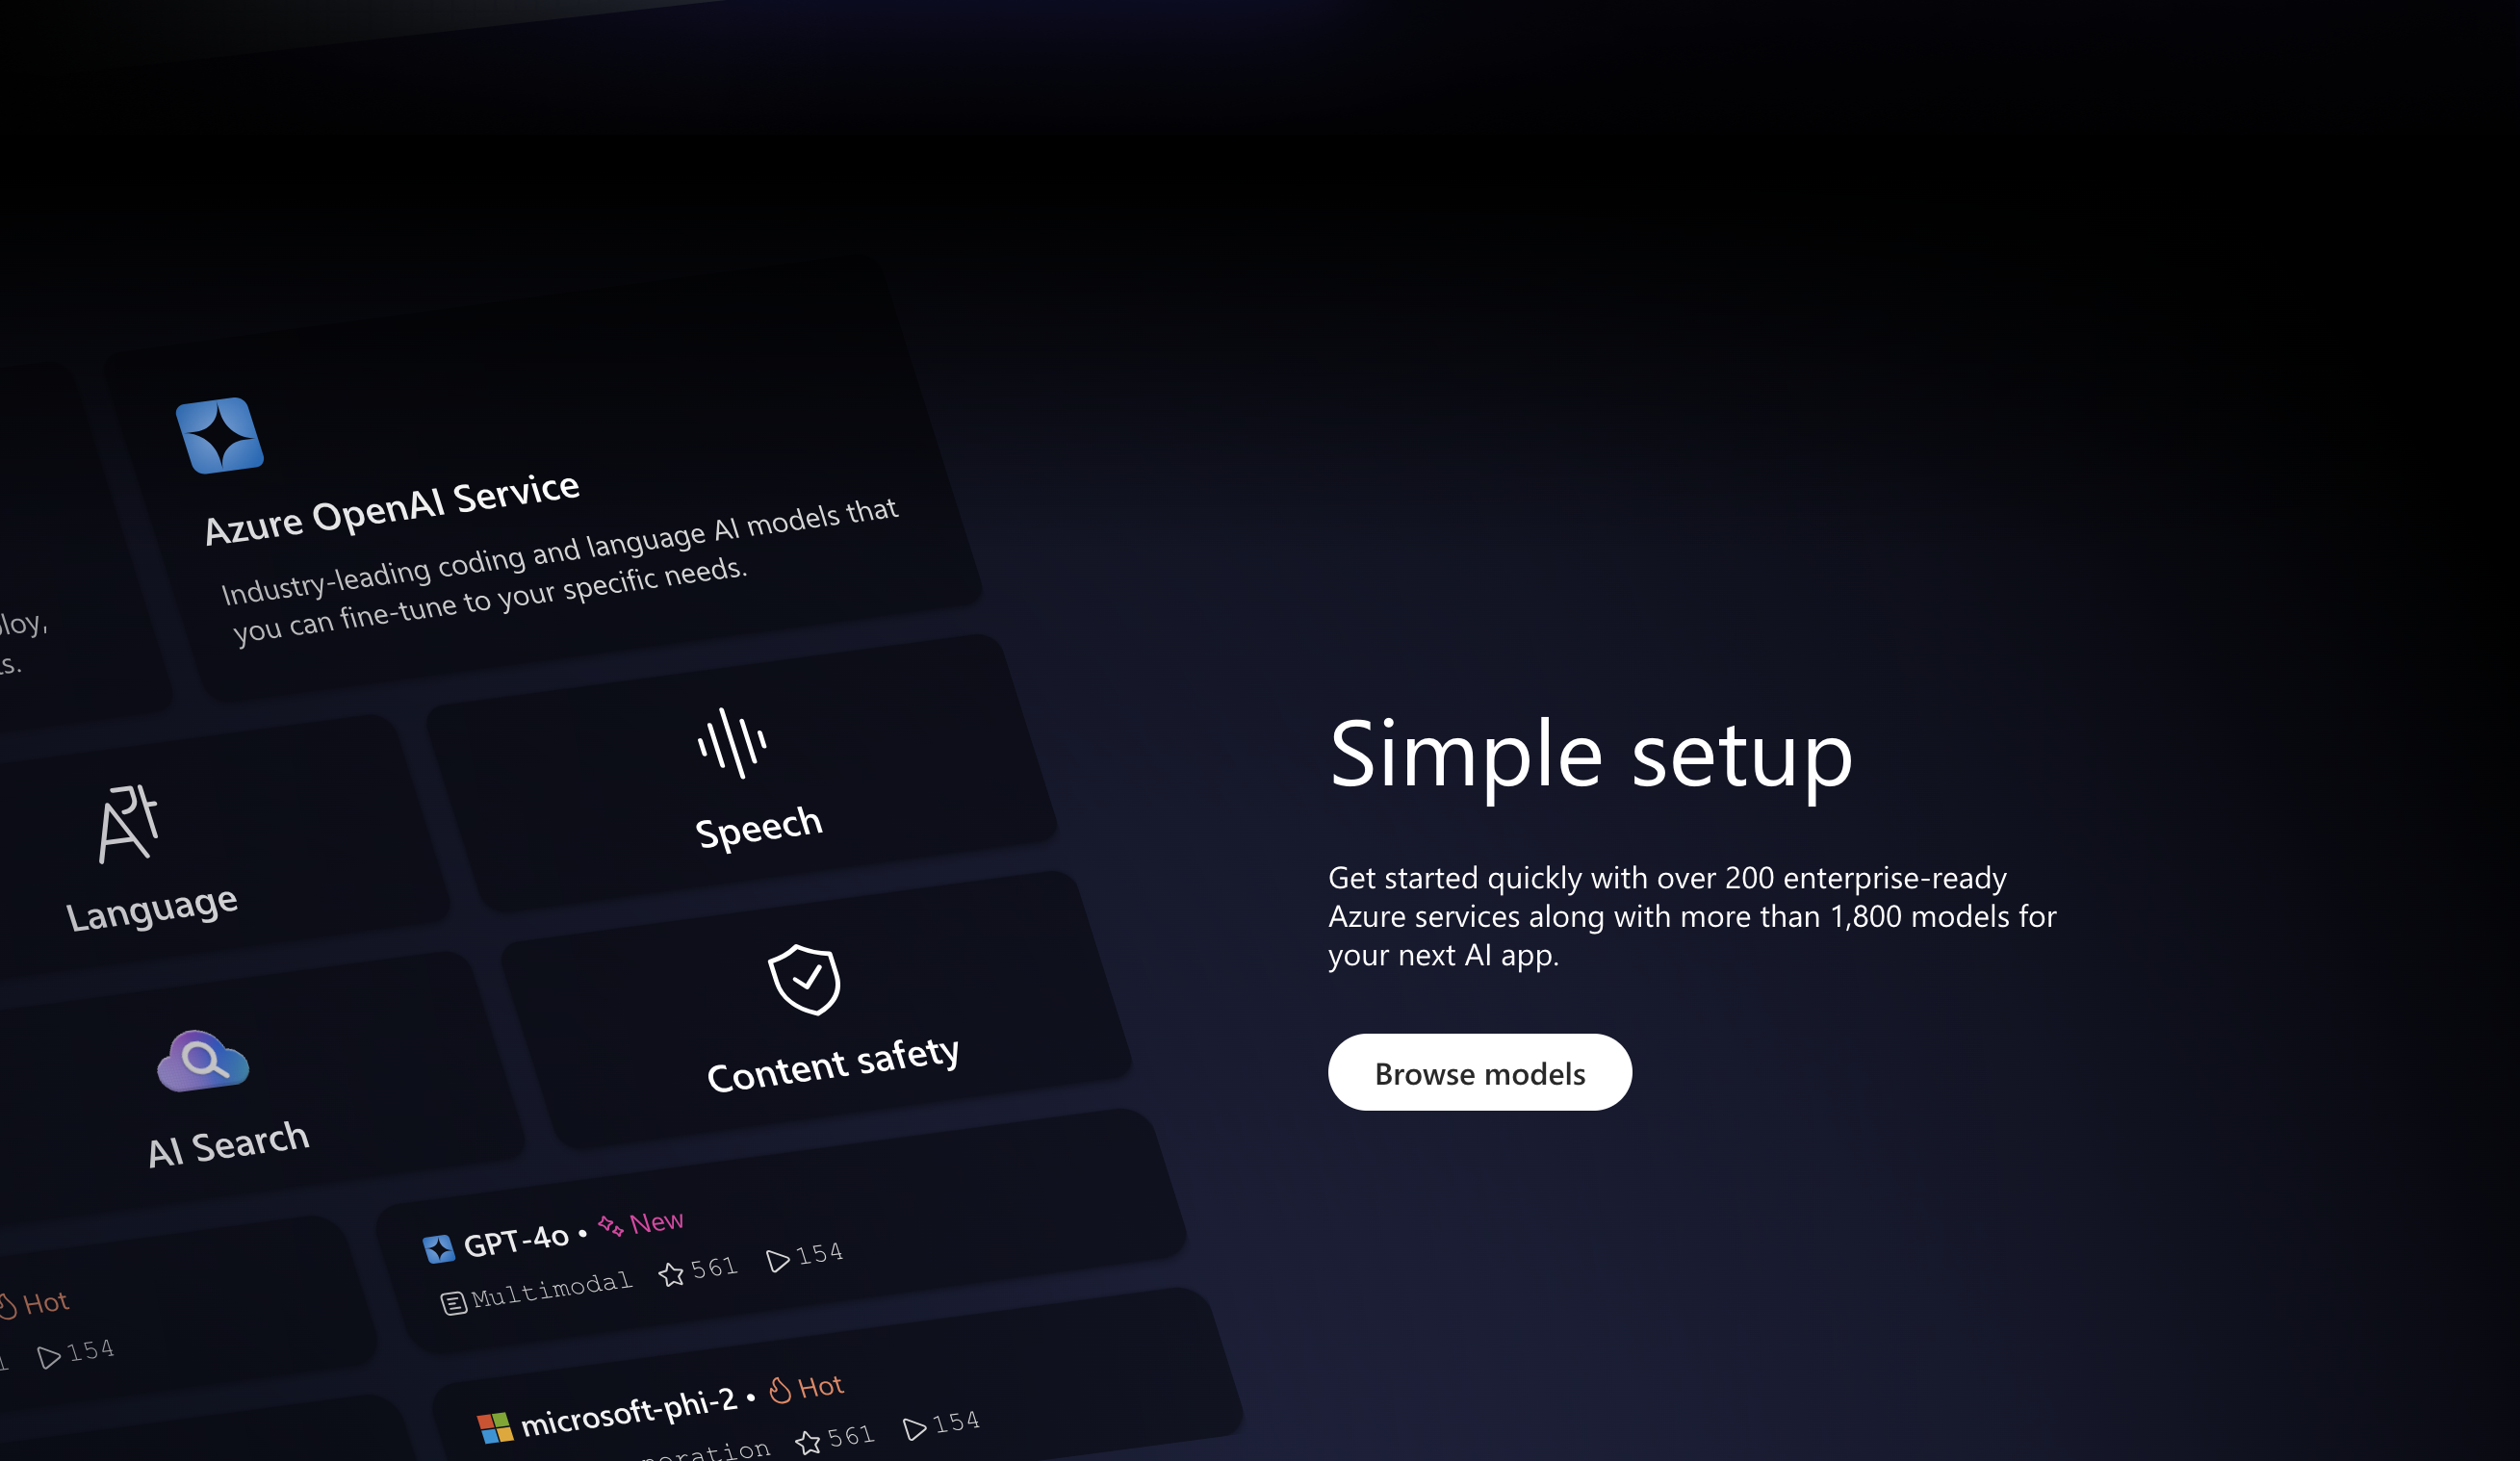 Azure OpenAI Service
Industry-leading coding and language AI models that
you can fine-tune to your specific needs.
Language
Speech
AI Search
Content safety
Hot
154
GPT-4o • New
Multimodal 561 154
microsoft-phi-2 • Hot
561 154
Simple setup
Get started quickly with over 200 enterprise-ready
Azure services along with more than 1,800 models for
your next AI app.
Browse models